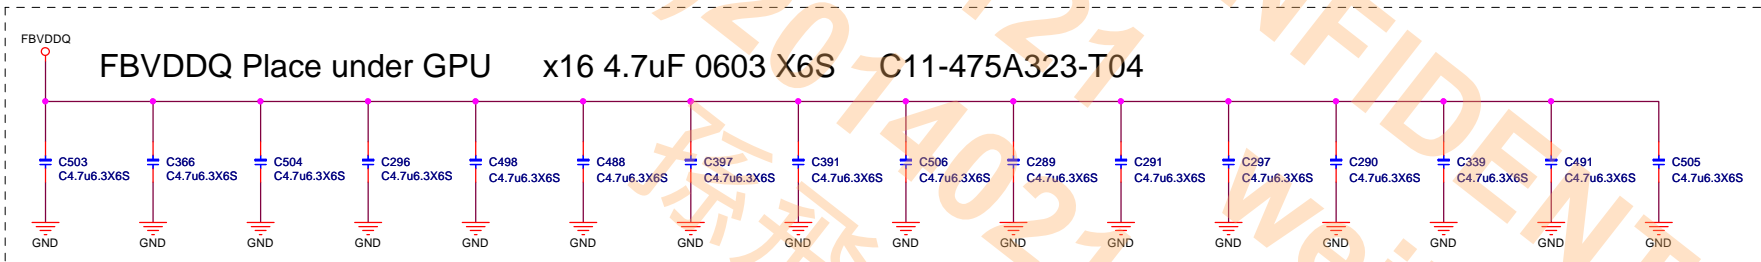 FBVDDQ
FBVDDQ Place under GPU x16 4.7uF 0603 X6S C11-475A323-T04
C503 C366 C504 C296 C498 C488 C397 C391 C506 C289 C291 C297 C290 C339 C491 C505
C4.7u6.3X6S C4.7u6.3X6S C4.7u6.3X6S C4.7u6.3X6S C4.7u6.3X6S C4.7u6.3X6S C4.7u6.3X6S C4.7u6.3X6S C4.7u6.3X6S C4.7u6.3X6S C4.7u6.3X6S C4.7u6.3X6S C4.7u6.3X6S C4.7u6.3X6S C4.7u6.3X6S C4.7u6.3X6S
GND GND GND GND GND GND GND GND GND GND GND GND GND GND GND GND
20140221
NFIDENT